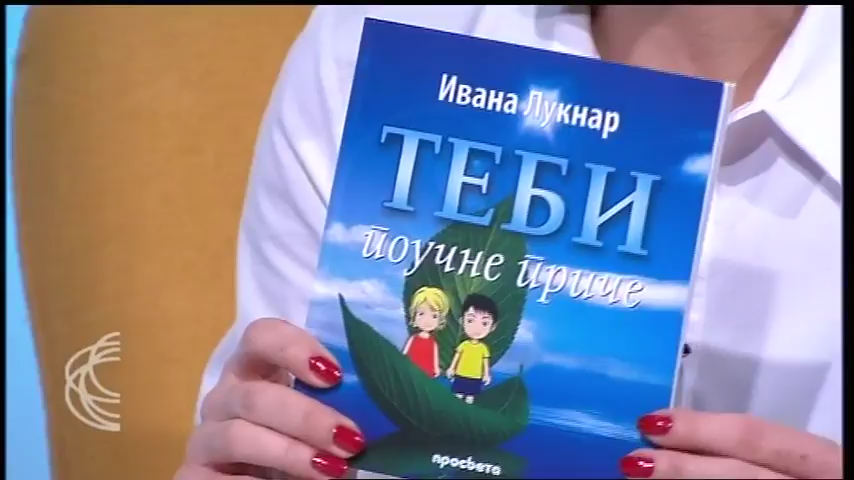 Ивана Лукнар
ТЕБИ
поучне приче
просвета